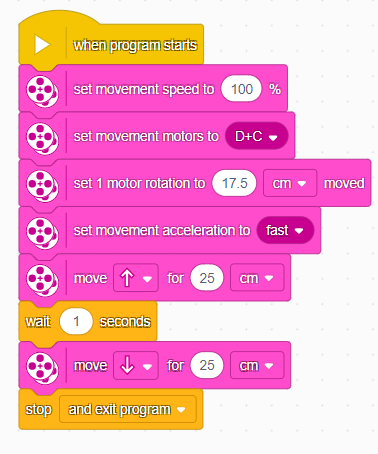 when program starts
set movement speed to 100 %
set movement motors to D+C
set 1 motor rotation to 17.5 cm moved
set movement acceleration to fast
move ↑ for 25 cm
wait 1 seconds
move ↓ for 25 cm
stop and exit program